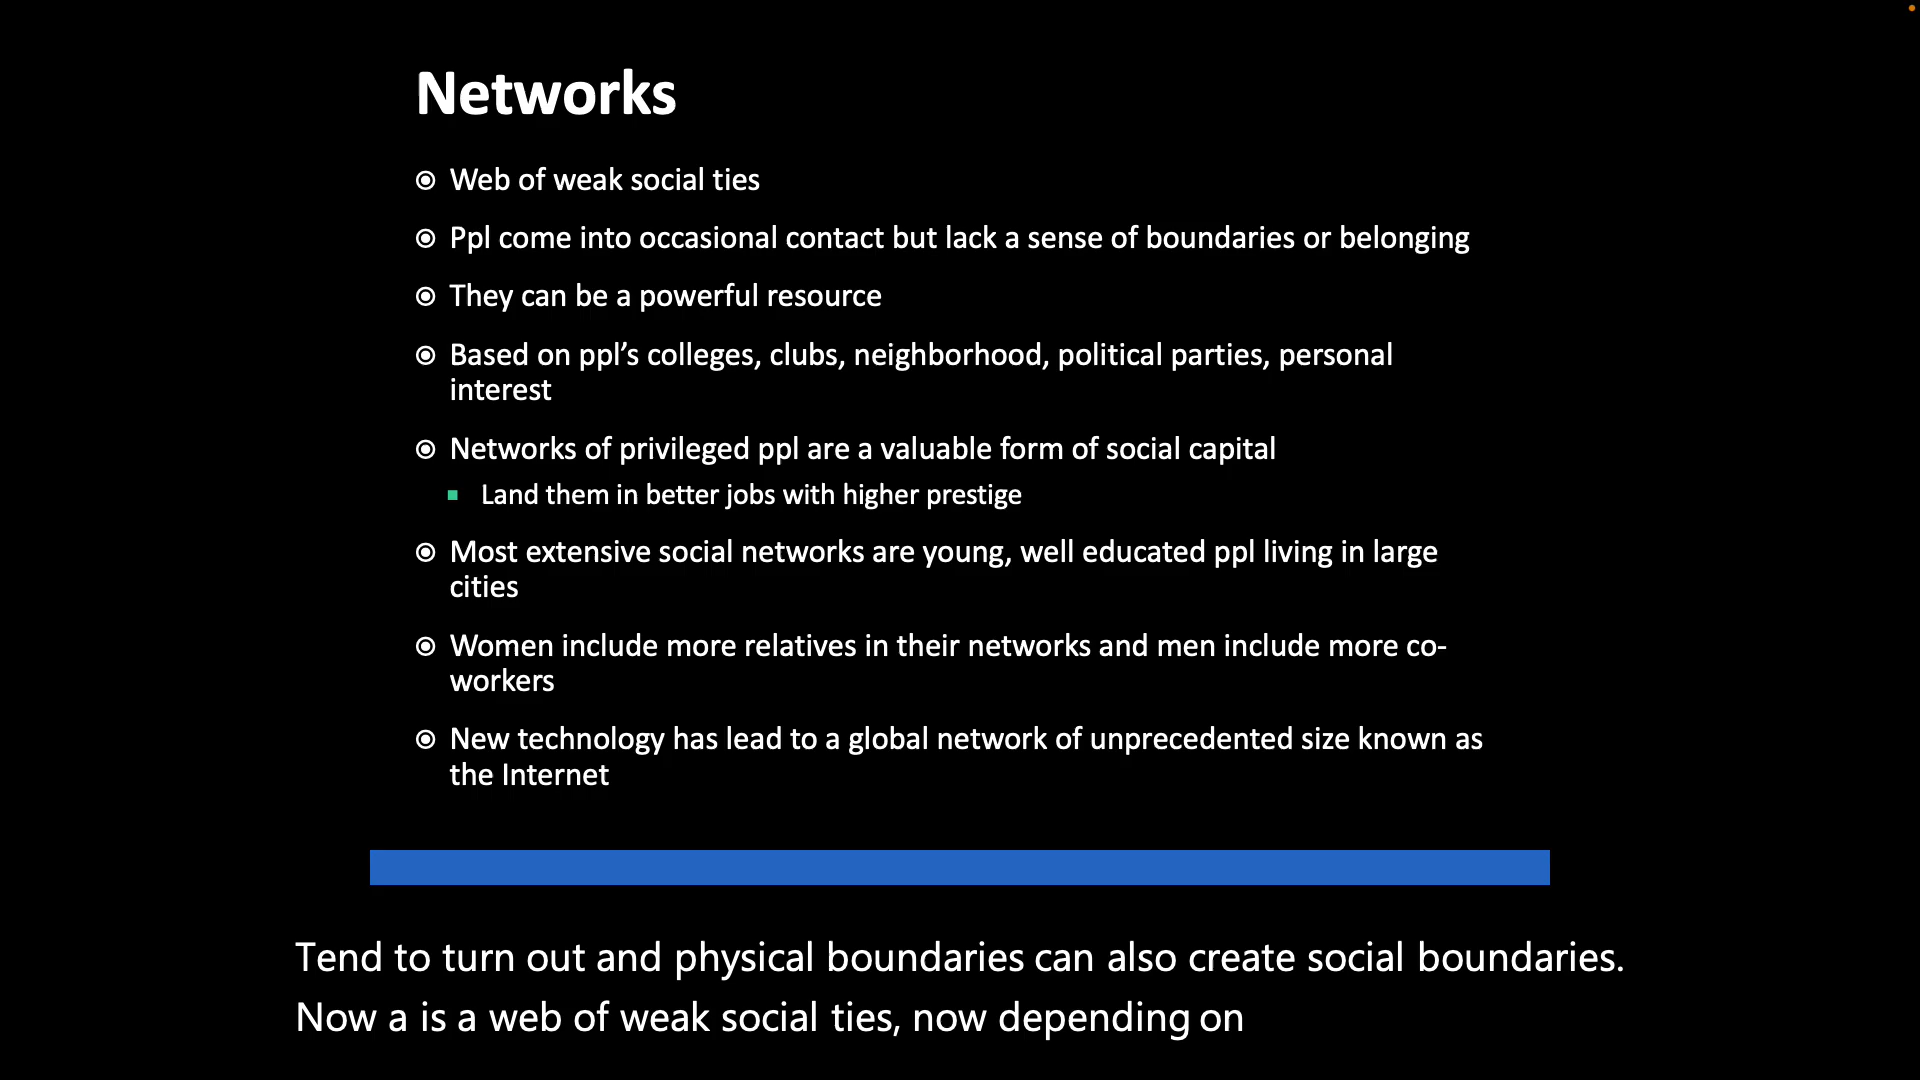 Networks
Web of weak social ties
Ppl come into occasional contact but lack a sense of boundaries or belonging
They can be a powerful resource
Based on ppl’s colleges, clubs, neighborhood, political parties, personal
interest
Networks of privileged ppl are a valuable form of social capital
Land them in better jobs with higher prestige
Most extensive social networks are young, well educated ppl living in large
cities
Women include more relatives in their networks and men include more co-
workers
New technology has lead to a global network of unprecedented size known as
the Internet
Tend to turn out and physical boundaries can also create social boundaries.
Now a is a web of weak social ties, now depending on